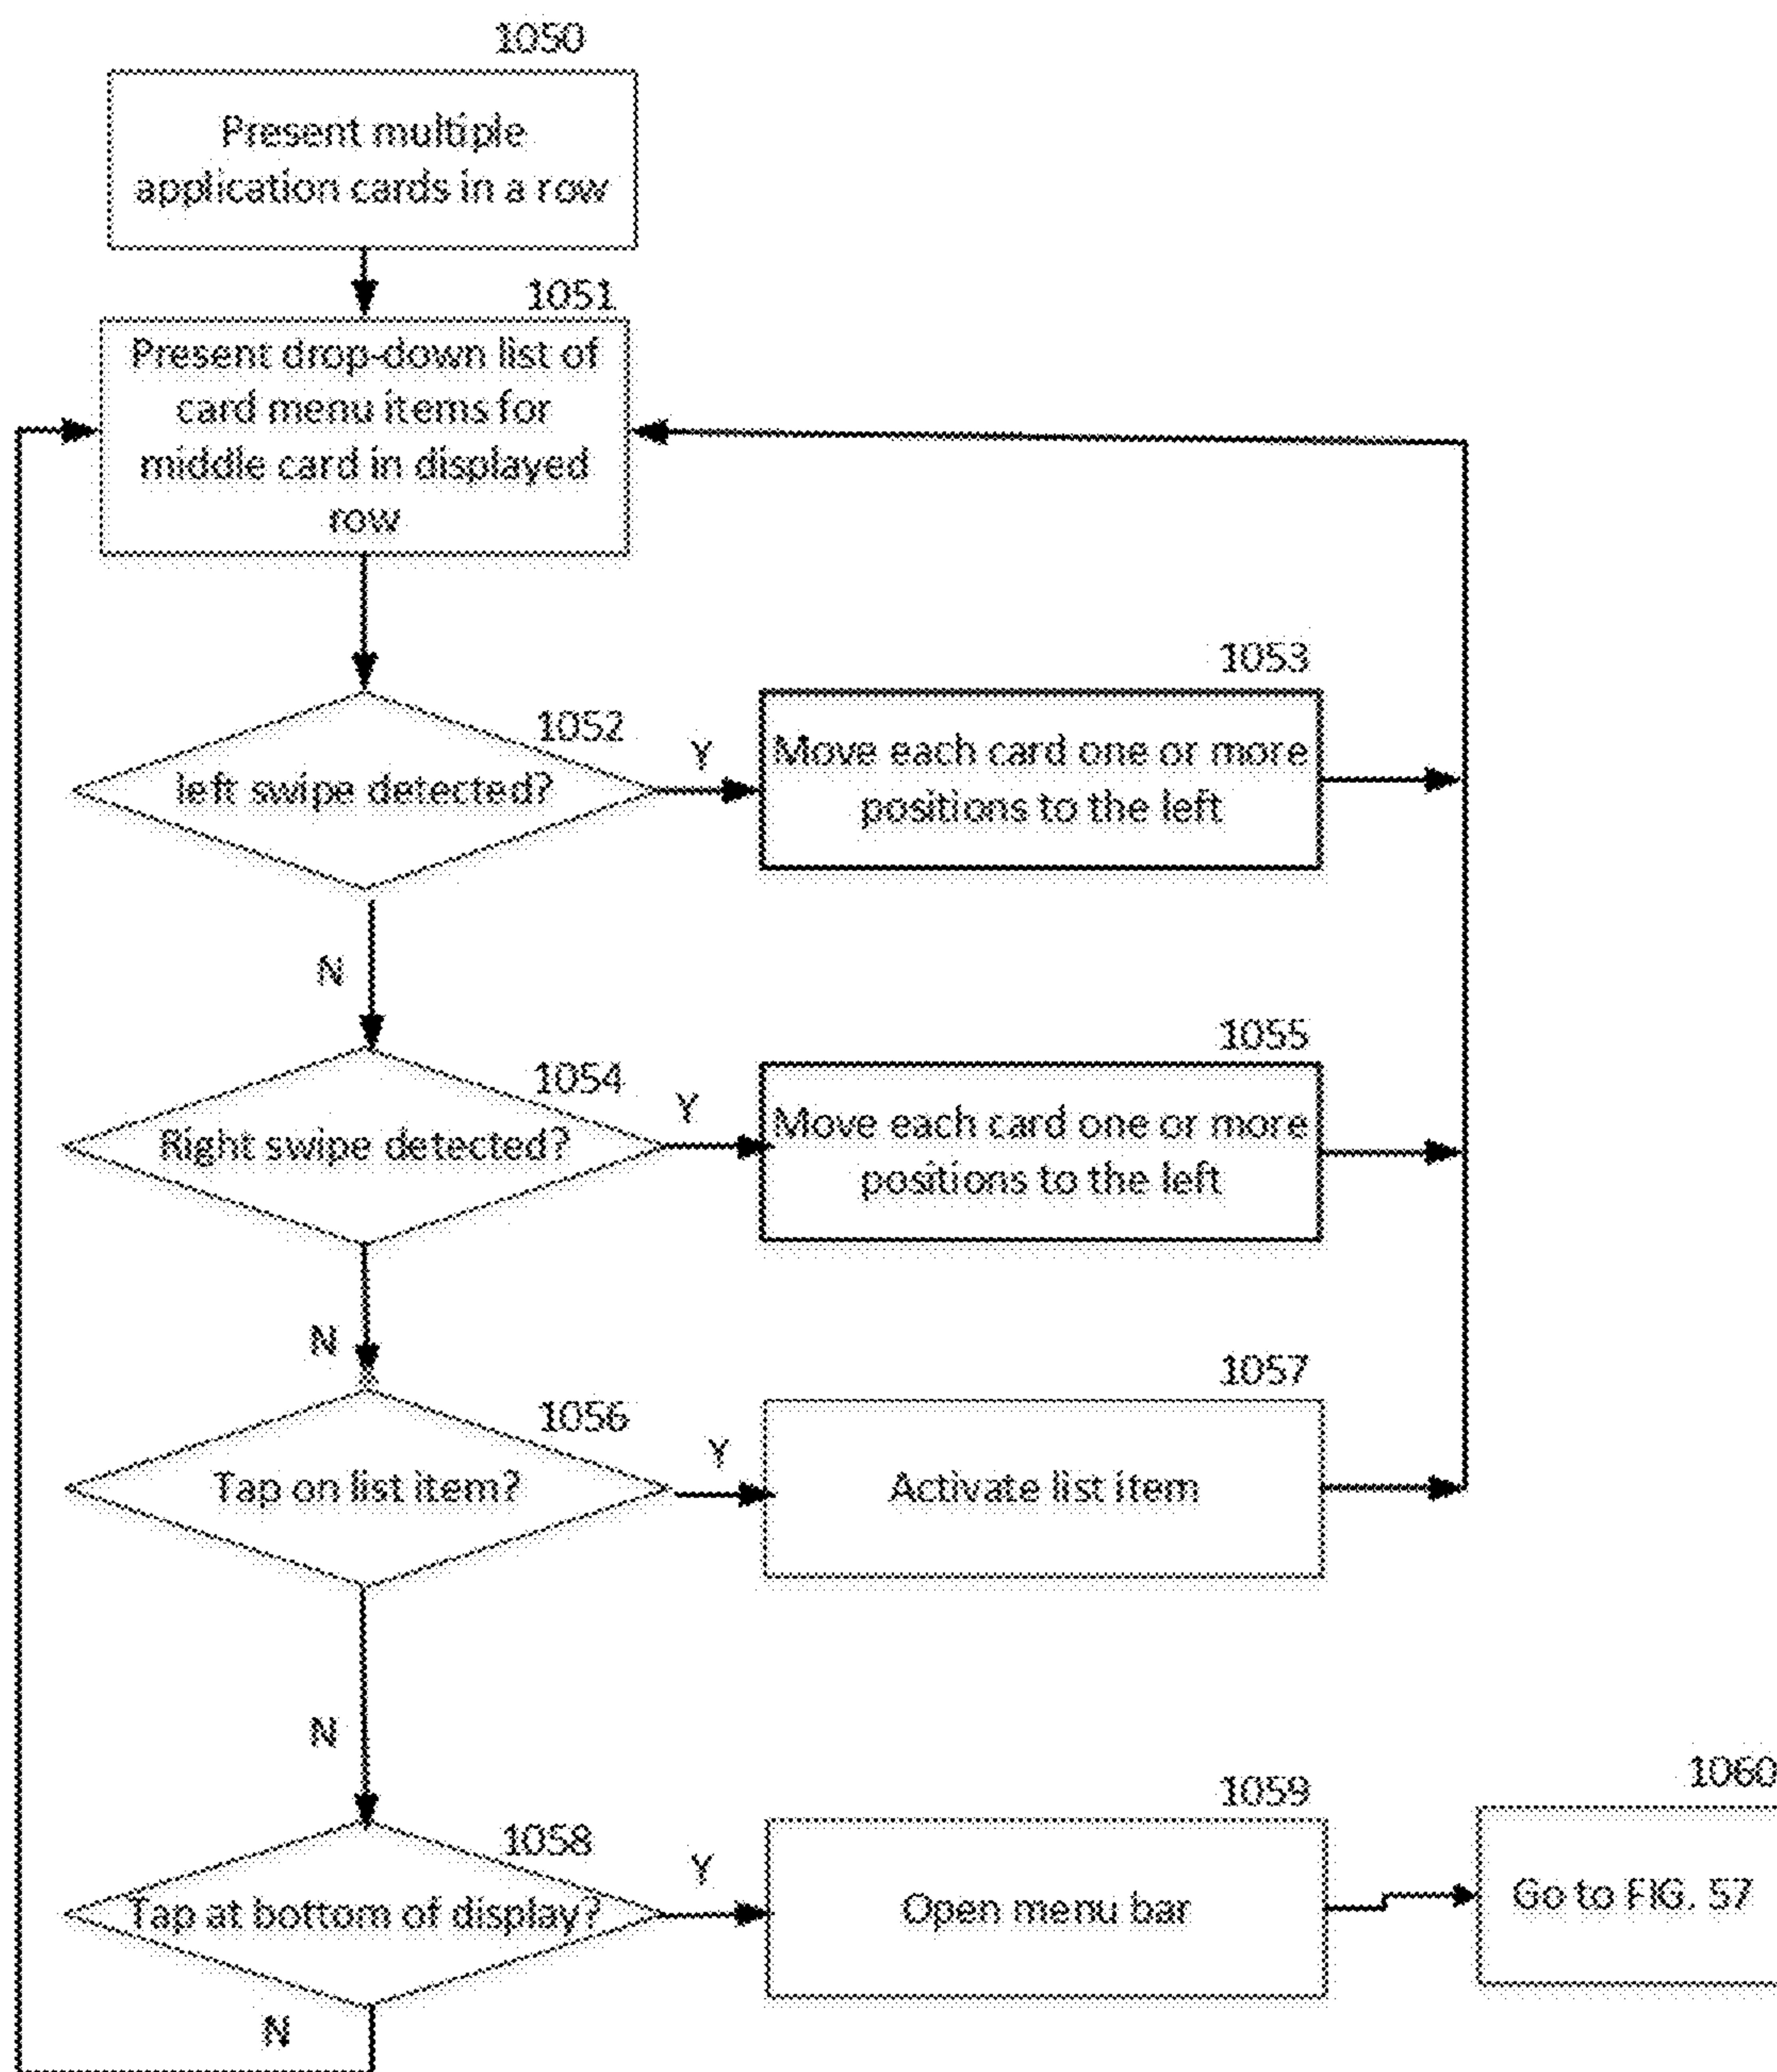 1050
Present multiple
application cards in a row
1051
Present drop-down list of
card menu items for
middle card in displayed
row
1052
left swipe detected?
Y
1053
Move each card one or more
positions to the left
N
1054
Right swipe detected?
Y
1055
Move each card one or more
positions to the left
N
1056
Tap on list item?
Y
1057
Activate list item
N
1058
Tap at bottom of display?
Y
1059
Open menu bar
1060
Go to FIG. 57
N